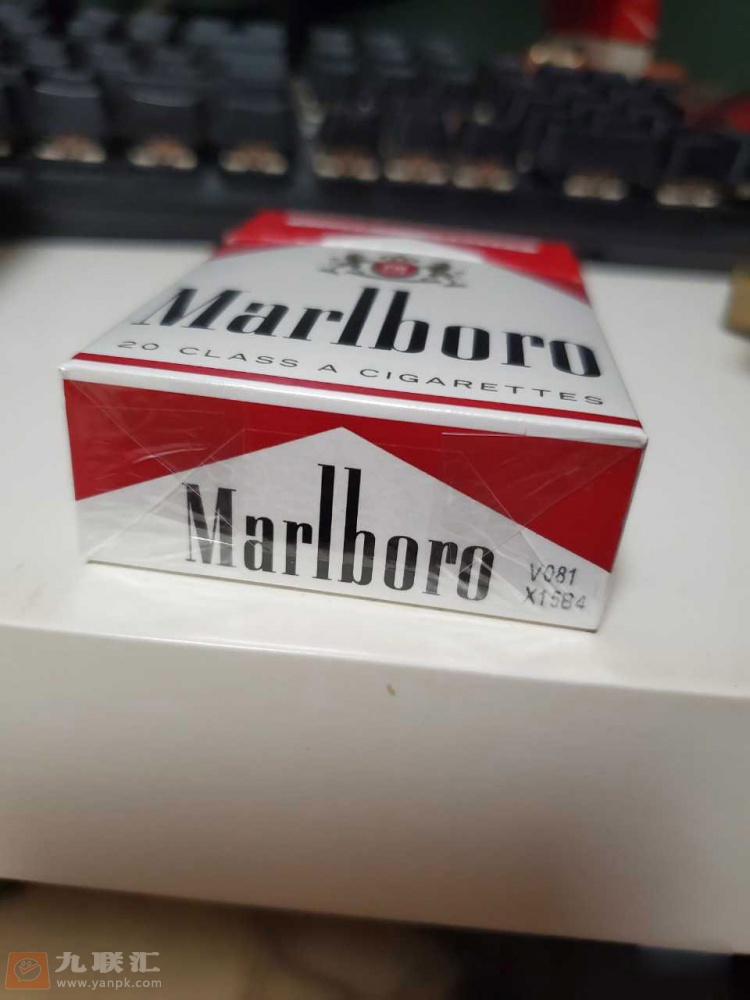 Marlboro
20 CLASS A CIGARETTES
Marlboro
V081
X15B4
九联汇
www.yanpk.com